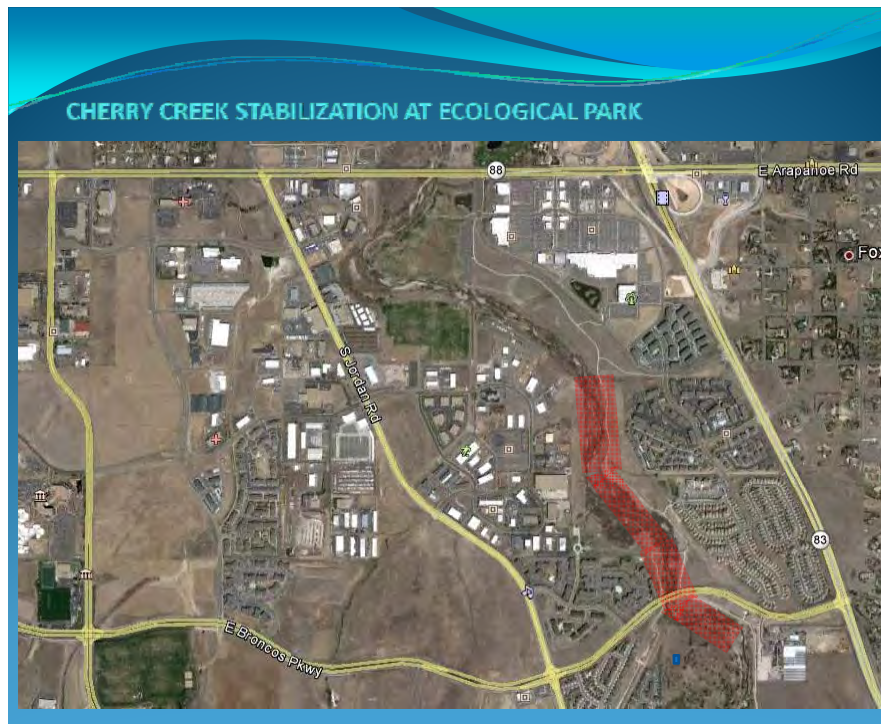 CHERRY CREEK STABILIZATION AT ECOLOGICAL PARK
88
E Arapahoe Rd
Fox
S Jordan Rd
83
E Broncos Pkwy